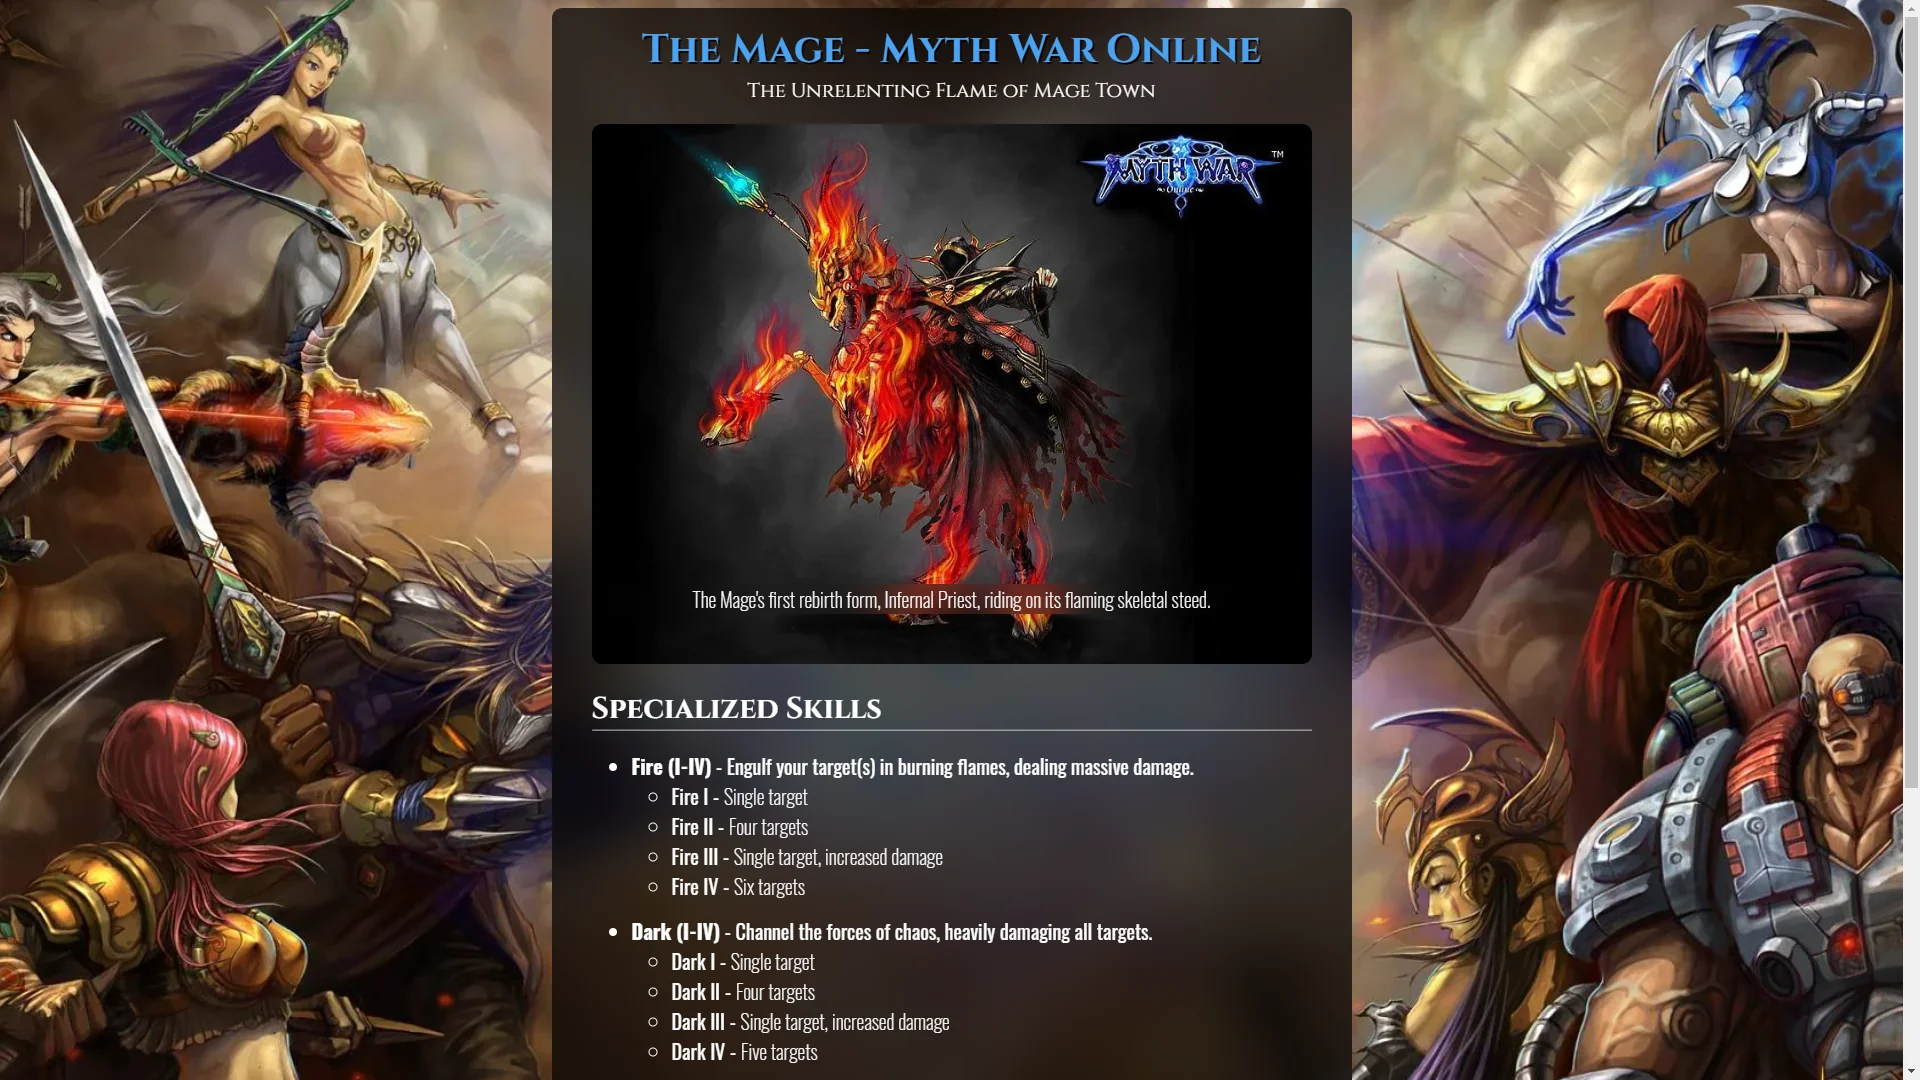 The Mage - Myth War Online
The Unrelenting Flame of Mage Town
MYTH WAR TM
Online
The Mage's first rebirth form, Infernal Priest, riding on its flaming skeletal steed.
Specialized Skills
Fire (I-IV) - Engulf your target(s) in burning flames, dealing massive damage.
Fire I - Single target
Fire II - Four targets
Fire III - Single target, increased damage
Fire IV - Six targets
Dark (I-IV) - Channel the forces of chaos, heavily damaging all targets.
Dark I - Single target
Dark II - Four targets
Dark III - Single target, increased damage
Dark IV - Five targets